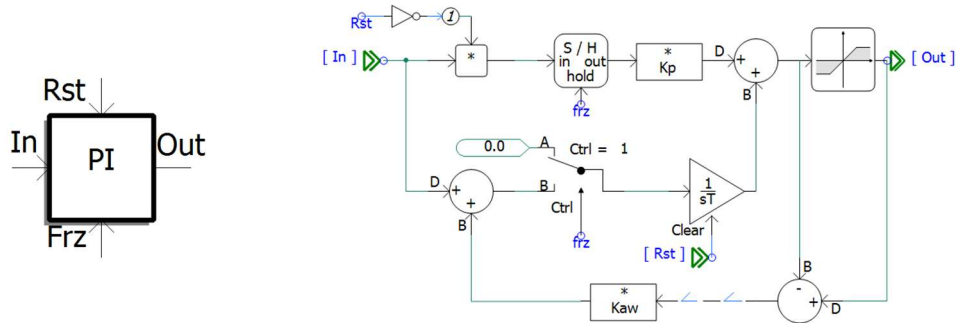 Rst
In
PI
Out
Frz
Rst
1
[ In ]
*
S / H
in out
hold
frz
*
Kp
D
+
+
B
[ Out ]
0.0
A
Ctrl = 1
B
Ctrl
frz
D
+
+
B
1
sT
Clear
[ Rst ]
*
Kaw
B
-
+
D